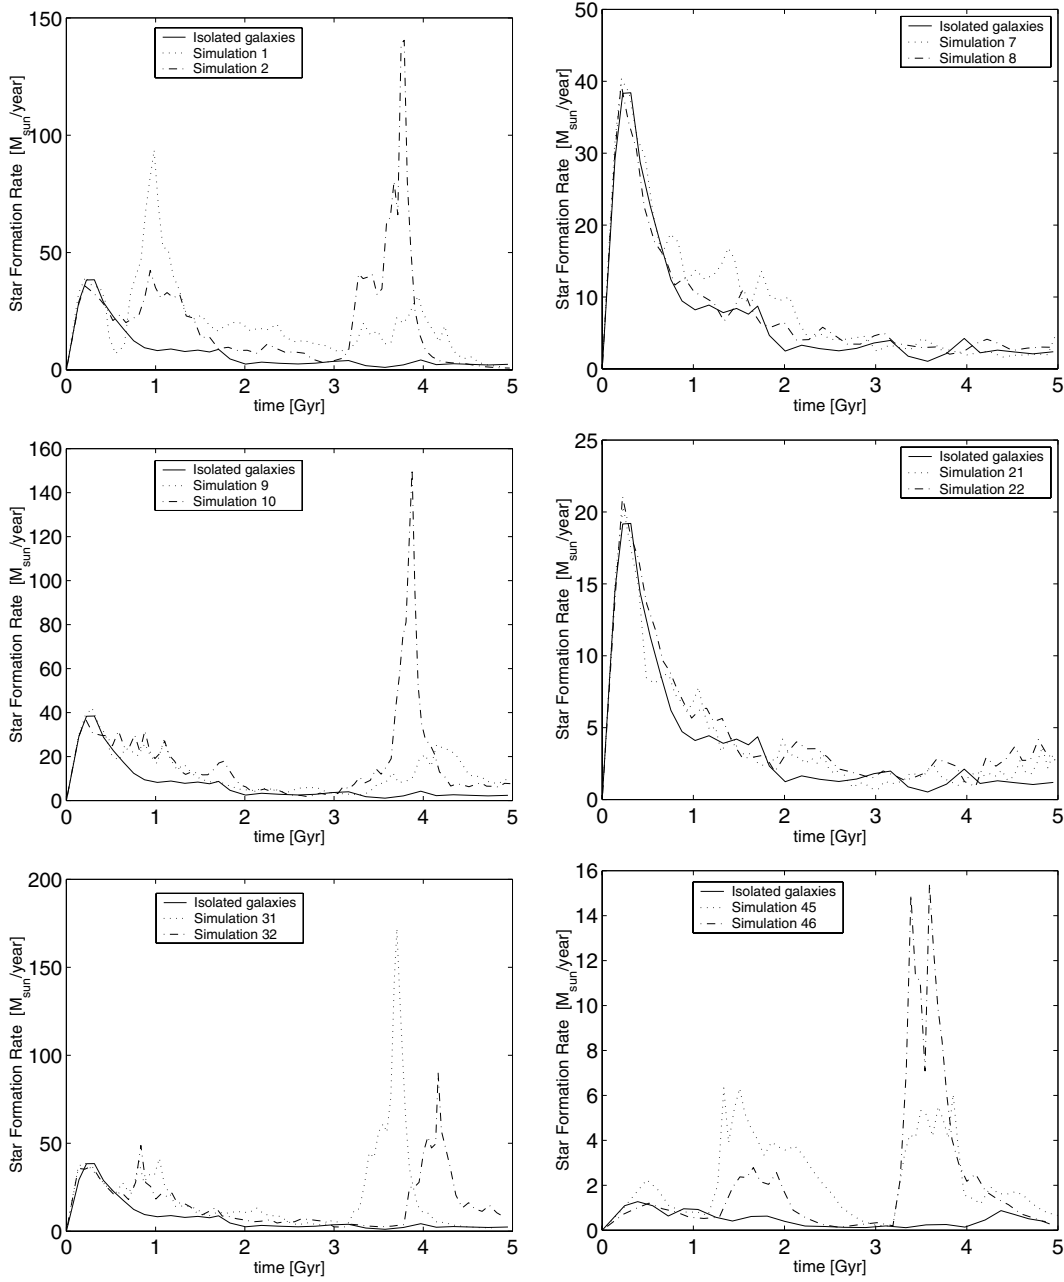 150
100
50
0
Star Formation Rate [M_sun/year]
Isolated galaxies
Simulation 1
Simulation 2
0 1 2 3 4 5
time [Gyr]
50
40
30
20
10
0
Star Formation Rate [M_sun/year]
Isolated galaxies
Simulation 7
Simulation 8
0 1 2 3 4 5
time [Gyr]
160
140
120
100
80
60
40
20
0
Star Formation Rate [M_sun/year]
Isolated galaxies
Simulation 9
Simulation 10
0 1 2 3 4 5
time [Gyr]
25
20
15
10
5
0
Star Formation Rate [M_sun/year]
Isolated galaxies
Simulation 21
Simulation 22
0 1 2 3 4 5
time [Gyr]
200
150
100
50
0
Star Formation Rate [M_sun/year]
Isolated galaxies
Simulation 31
Simulation 32
0 1 2 3 4 5
time [Gyr]
16
14
12
10
8
6
4
2
0
Star Formation Rate [M_sun/year]
Isolated galaxies
Simulation 45
Simulation 46
0 1 2 3 4 5
time [Gyr]